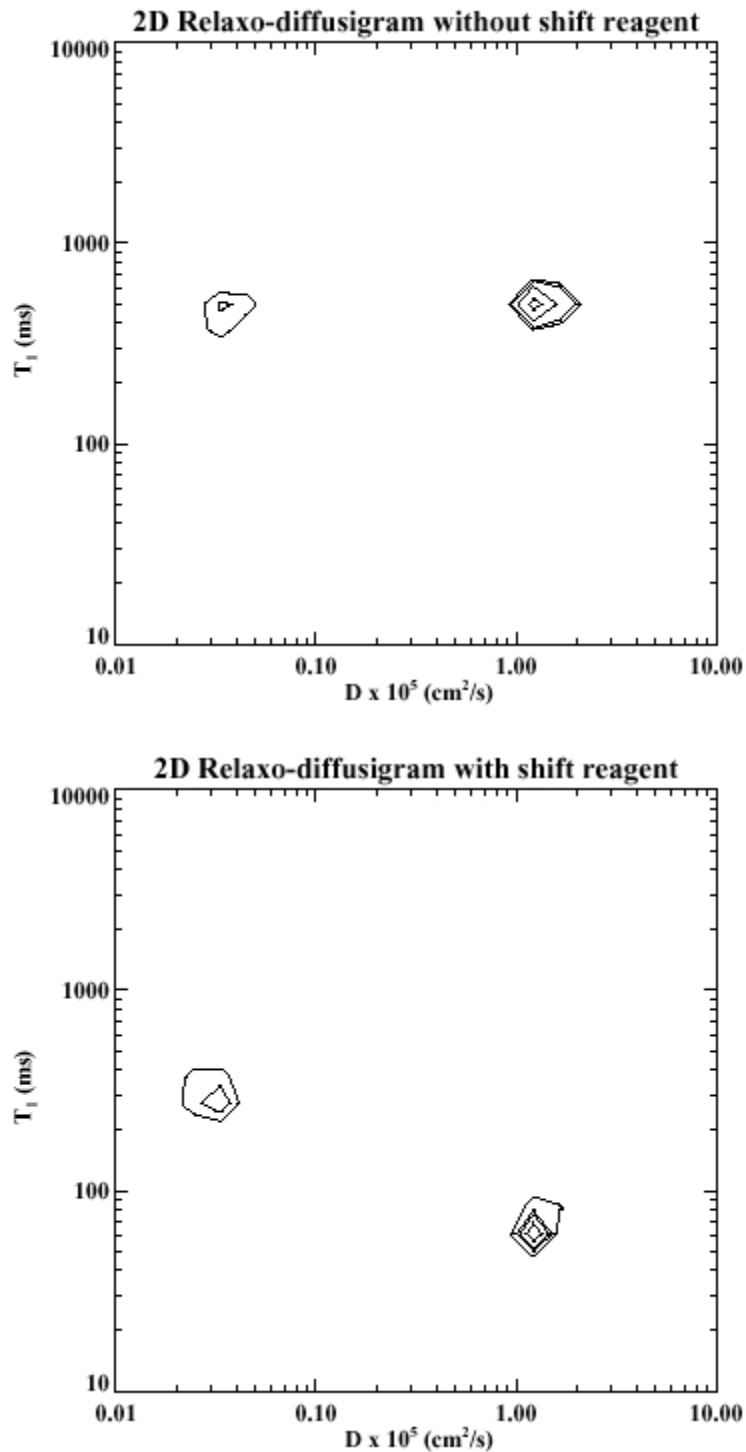 2D Relaxo-diffusigram without shift reagent
10000
1000
T₁ (ms)
100
10
0.01 0.10 1.00 10.00
D x 10⁵ (cm²/s)
2D Relaxo-diffusigram with shift reagent
10000
1000
T₁ (ms)
100
10
0.01 0.10 1.00 10.00
D x 10⁵ (cm²/s)